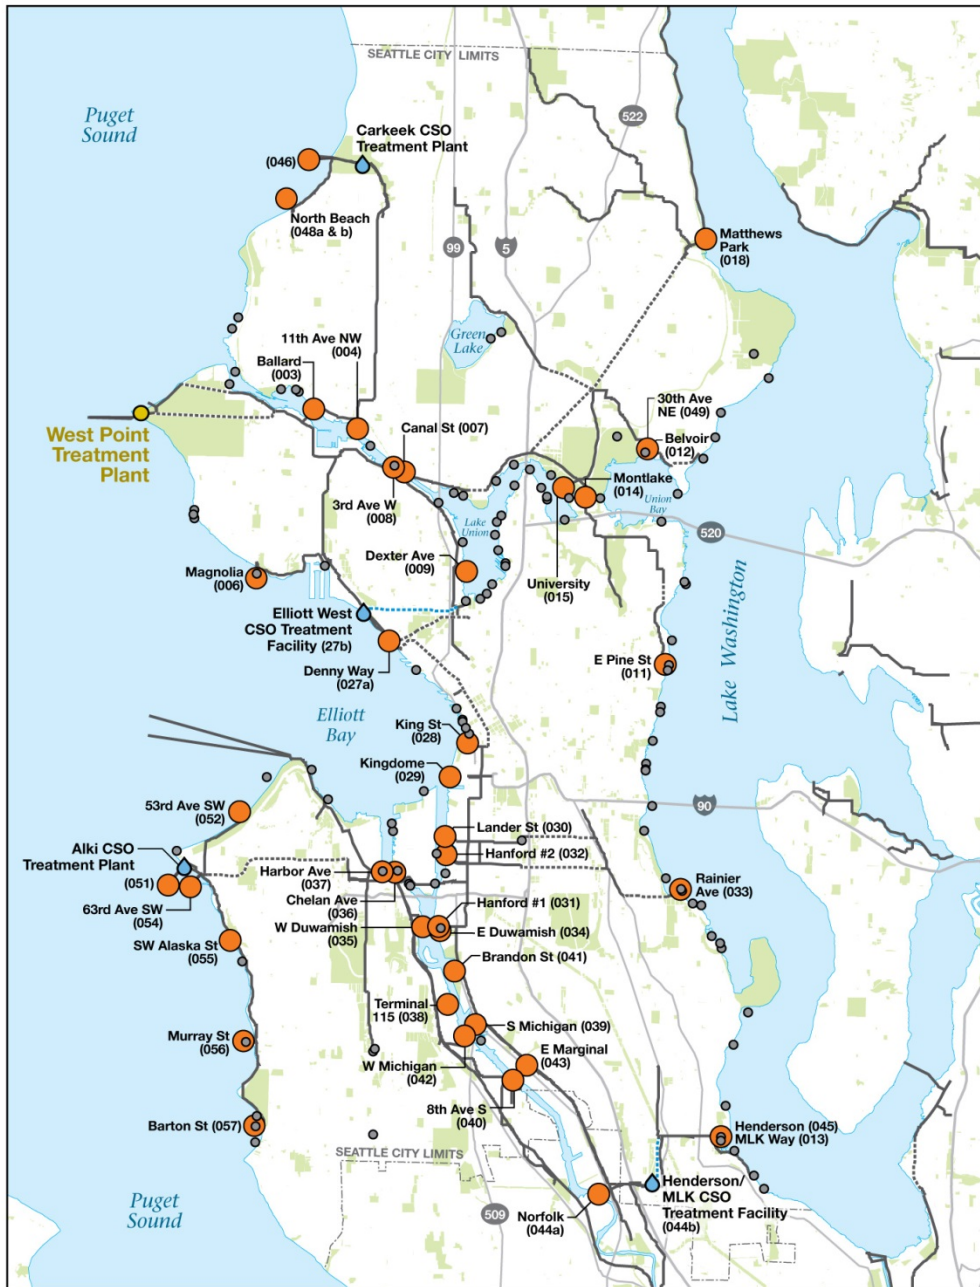 SEATTLE CITY LIMITS
522
Puget
Sound
Carkeek CSO
Treatment Plant
(046)
North Beach
(048a & b)
99
5
Matthews
Park
(018)
11th Ave NW
(004)
Green
Lake
Ballard
(003)
30th Ave
NE (049)
Belvoir
(012)
Canal St (007)
West Point
Treatment
Plant
3rd Ave W
(008)
Montlake
(014)
Union
Bay
Lake
Union
520
Dexter Ave
(009)
Magnolia
(006)
University
(015)
Elliott West
CSO Treatment
Facility (27b)
Lake Washington
Denny Way
(027a)
E Pine St
(011)
Elliott
Bay
King St
(028)
Kingdome
(029)
90
53rd Ave SW
(052)
Lander St (030)
Hanford #2 (032)
Alki CSO
Treatment Plant
Harbor Ave
(037)
Rainier
Ave (033)
(051)
63rd Ave SW
(054)
Chelan Ave
(036)
Hanford #1 (031)
W Duwamish
(035)
E Duwamish (034)
SW Alaska St
(055)
Brandon St (041)
Terminal
115 (038)
S Michigan (039)
Murray St
(056)
W Michigan
(042)
E Marginal
(043)
8th Ave S
(040)
Barton St (057)
Henderson (045)
MLK Way (013)
SEATTLE CITY LIMITS
Henderson/
MLK CSO
Treatment Facility
(044b)
Puget
Sound
509
Norfolk
(044a)